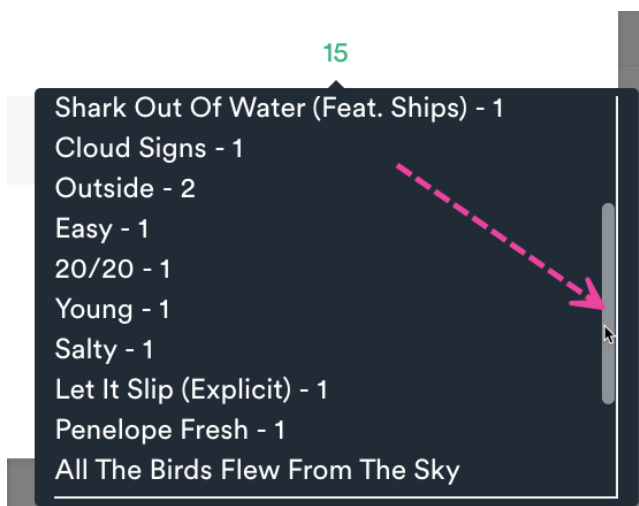 15
Shark Out Of Water (Feat. Ships) - 1
Cloud Signs - 1
Outside - 2
Easy - 1
20/20 - 1
Young - 1
Salty - 1
Let It Slip (Explicit) - 1
Penelope Fresh - 1
All The Birds Flew From The Sky